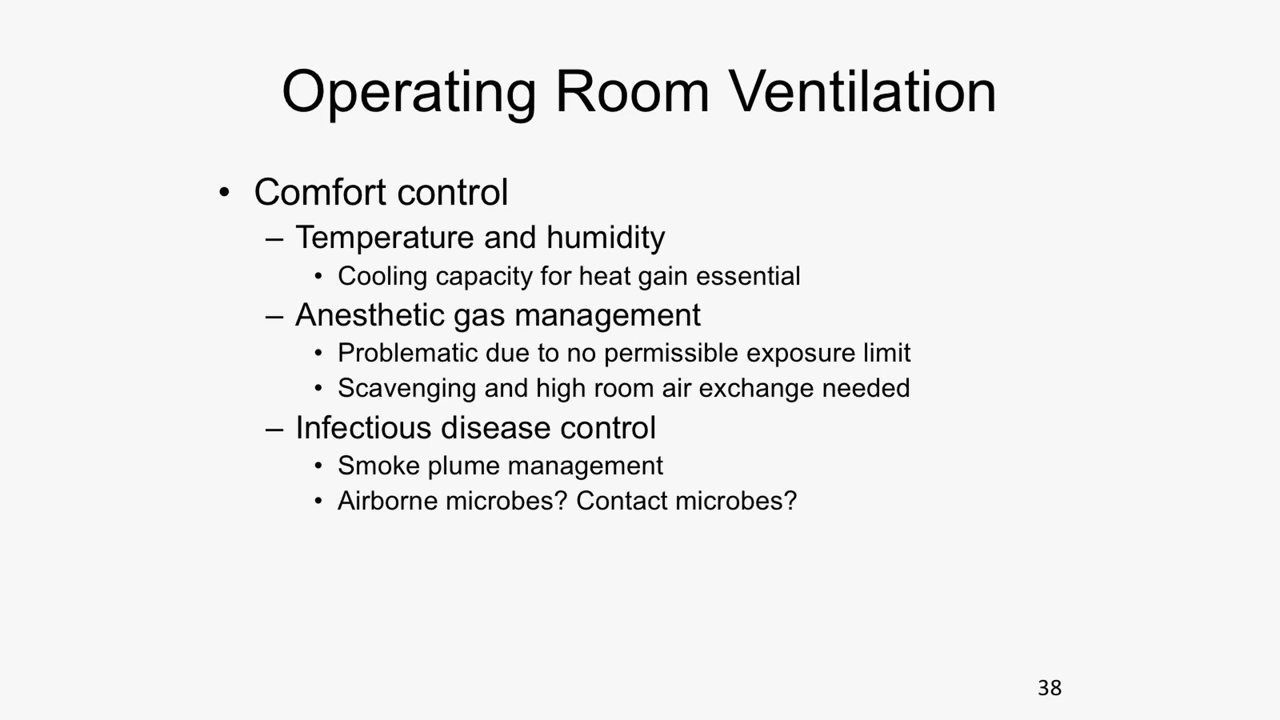 Operating Room Ventilation
• Comfort control
– Temperature and humidity
• Cooling capacity for heat gain essential
– Anesthetic gas management
• Problematic due to no permissible exposure limit
• Scavenging and high room air exchange needed
– Infectious disease control
• Smoke plume management
• Airborne microbes? Contact microbes?
38